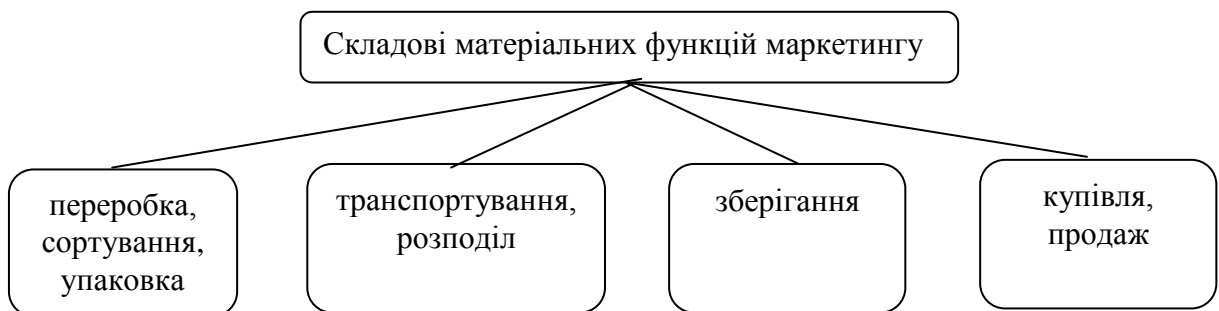 Складові матеріальних функцій маркетингу
переробка,
сортування,
упаковка
транспортування,
розподіл
зберігання
купівля,
продаж